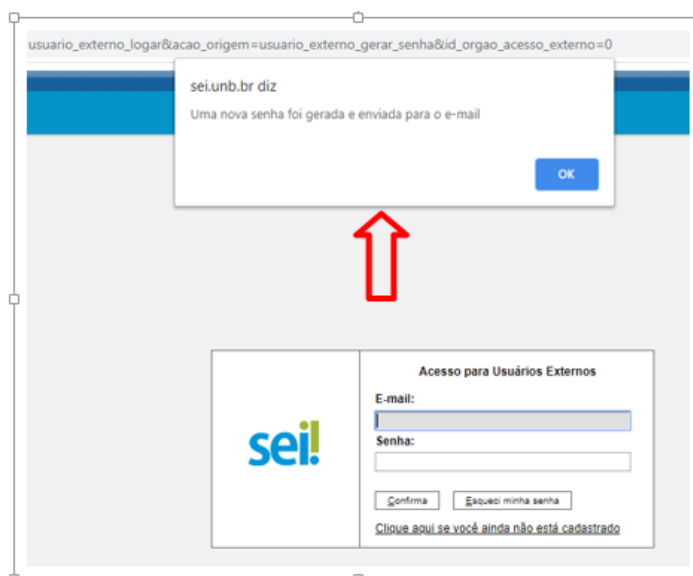 usuario_externo_logar&acao_origem=usuario_externo_gerar_senha&id_orgao_acesso_externo=0
sei.unb.br diz
Uma nova senha foi gerada e enviada para o e-mail
OK
Acesso para Usuários Externos
E-mail:
sei!
Senha:
Confirma Esqueci minha senha
Clique aqui se você ainda não está cadastrado